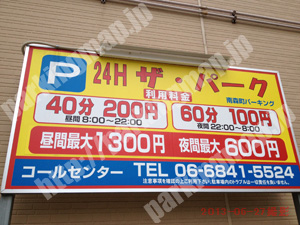 P 24H ザ・パーク
利用料金 南森町パーキング
40分 200円 60分 100円
昼間 8:00~22:00 夜間 22:00~8:00
昼間最大1300円 夜間最大600円
コールセンター TEL 06-6841-5524